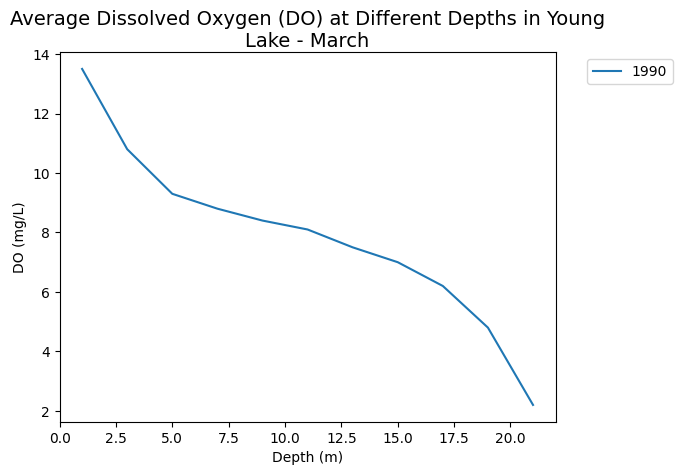 Average Dissolved Oxygen (DO) at Different Depths in Young
Lake - March
1990
14
12
10
8
6
4
2
DO (mg/L)
0.0 2.5 5.0 7.5 10.0 12.5 15.0 17.5 20.0
Depth (m)